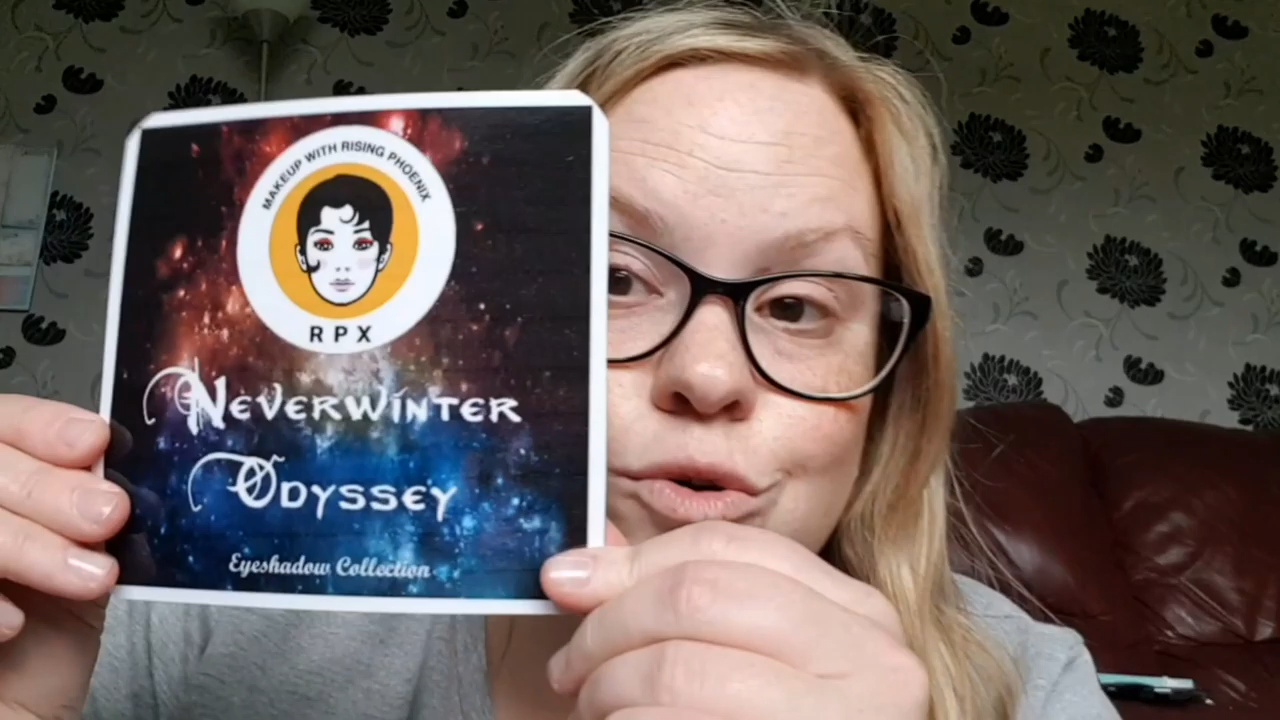 MAKEUP WITH RISING PHOENIX
RPX
NEVERWINTER
ODYSSEY
Eyeshadow Collection